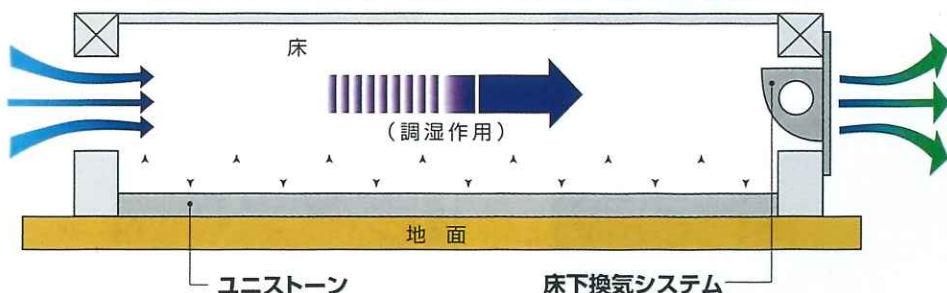 床
（調湿作用）
地面
ユニストーン
床下換気システム